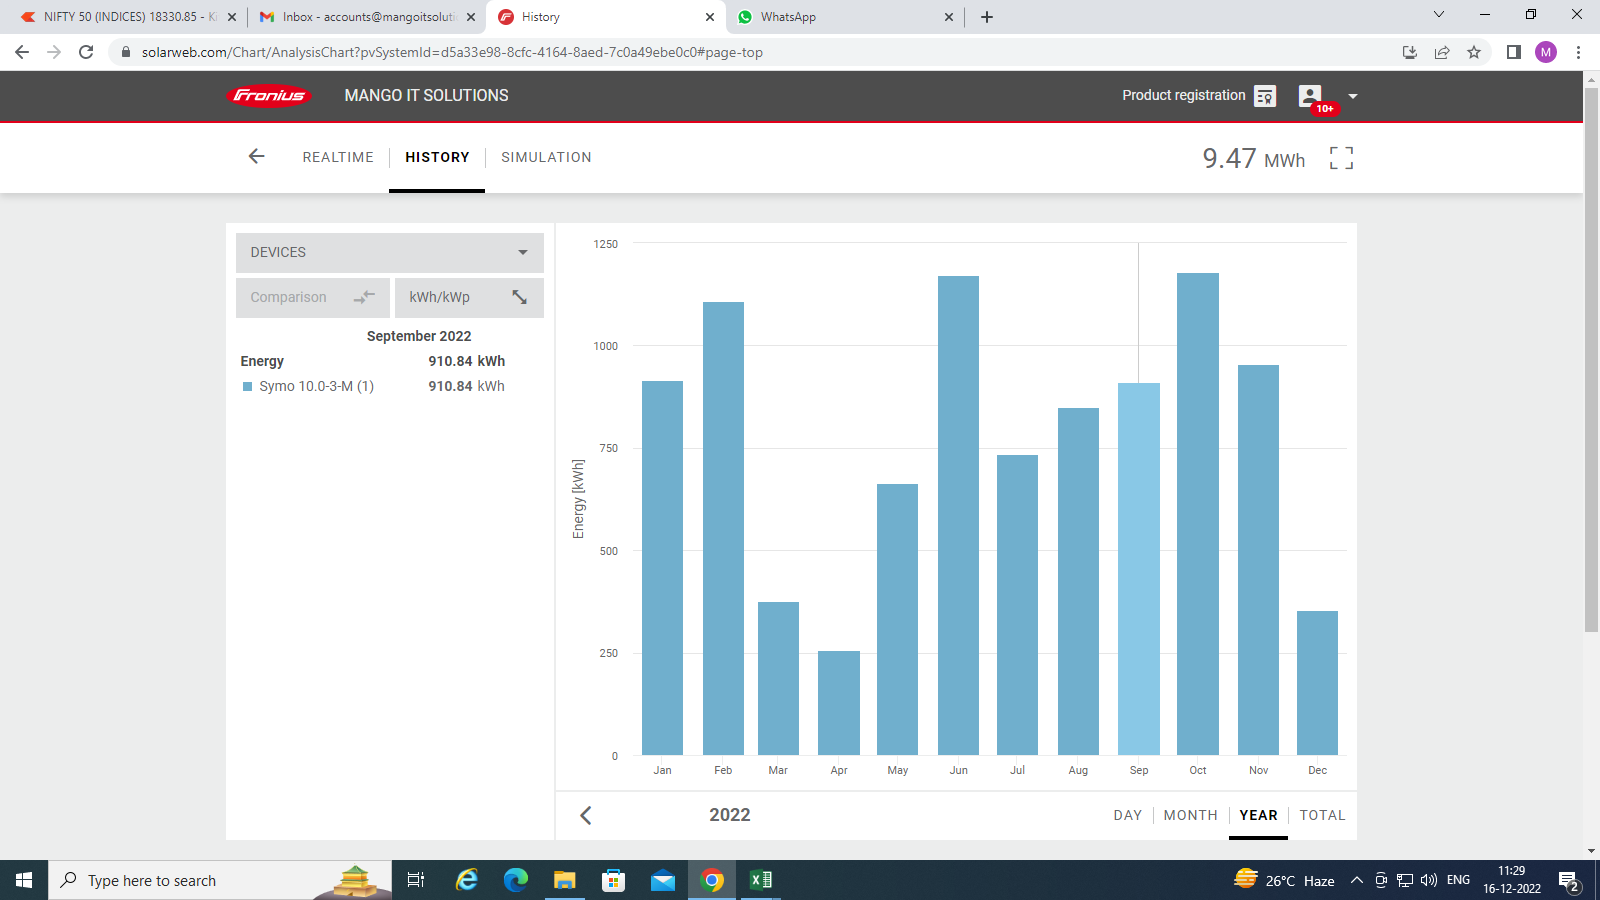 NIFTY 50 (INDICES) 18330.85 - Ki
Inbox - accounts@mangoitsoluti
History
WhatsApp
solarweb.com/Chart/AnalysisChart?pvSystemId=d5a33e98-8cfc-4164-8aed-7c0a49ebe0c0#page-top
M
Fronius
MANGO IT SOLUTIONS
Product registration
10+
REALTIME
HISTORY
SIMULATION
9.47 MWh
DEVICES
Comparison
kWh/kWp
September 2022
Energy 910.84 kWh
Symo 10.0-3-M (1) 910.84 kWh
Energy [kWh]
1250
1000
750
500
250
0
Jan Feb Mar Apr May Jun Jul Aug Sep Oct Nov Dec
2022
DAY MONTH YEAR TOTAL
Type here to search
26°C Haze
ENG
11:29
16-12-2022
2